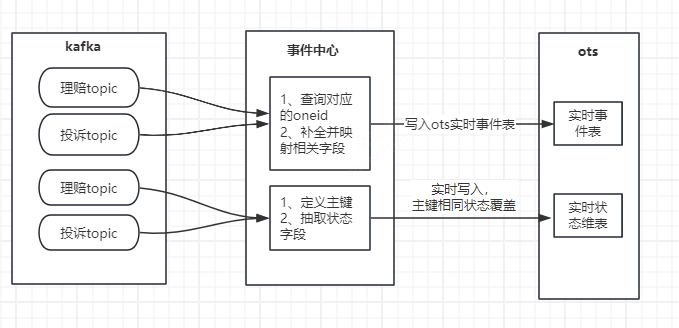 kafka
理赔topic
投诉topic
理赔topic
投诉topic
事件中心
1、查询对应
的oneid
2、补全并映
射相关字段
1、定义主键
2、抽取状态
字段
写入ots实时事件表
实时写入，
主键相同状态覆盖
ots
实时事
件表
实时状
态维表